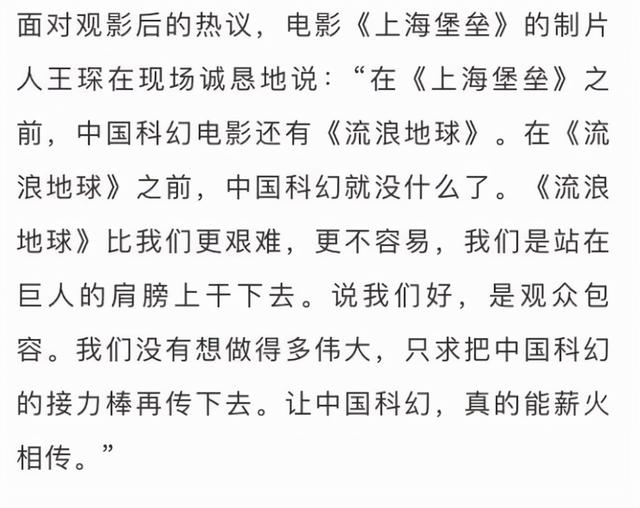 面对观影后的热议，电影《上海堡垒》的制片
人王琛在现场诚恳地说：“在《上海堡垒》之
前，中国科幻电影还有《流浪地球》。在《流
浪地球》之前，中国科幻就没什么了。《流浪
地球》比我们更艰难，更不容易，我们是站在
巨人的肩膀上干下去。说我们好，是观众包
容。我们没有想做得多伟大，只求把中国科幻
的接力棒再传下去。让中国科幻，真的能薪火
相传。”